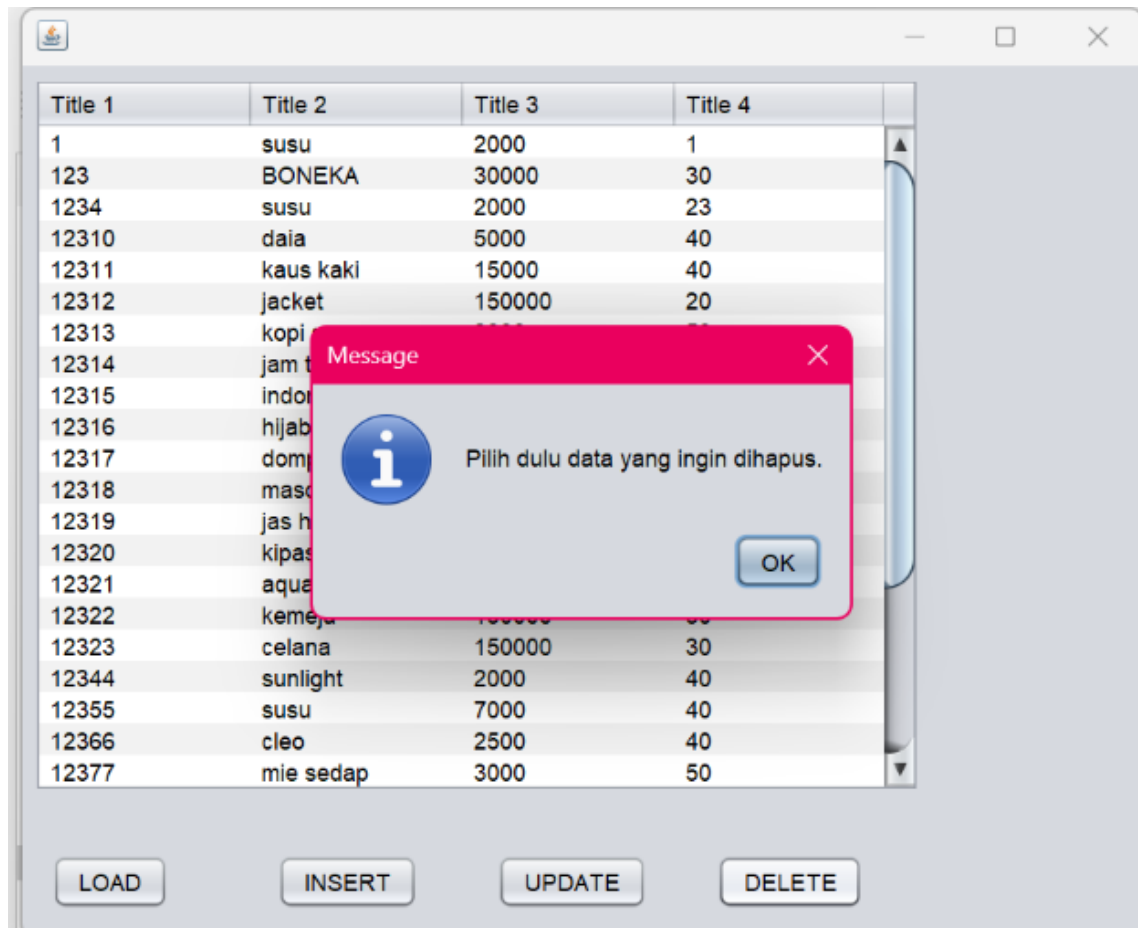 Title 1 Title 2 Title 3 Title 4
1 susu 2000 1
123 BONEKA 30000 30
1234 susu 2000 23
12310 daia 5000 40
12311 kaus kaki 15000 40
12312 jacket 150000 20
12313 kopi
12314 jam
12315
12316 hijab
12317
12318
12319 jas
12320 kipas
12321 aqua
12322
12323 celana 150000 30
12344 sunlight 2000 40
12355 susu 7000 40
12366 cleo 2500 40
12377 mie sedap 3000 50
Message
Pilih dulu data yang ingin dihapus.
OK
LOAD INSERT UPDATE DELETE